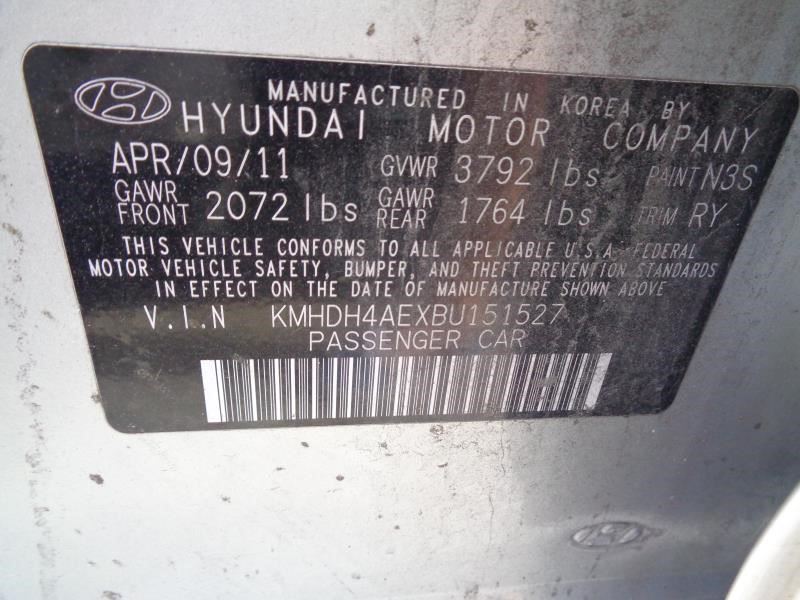 MANUFACTURED IN KOREA BY
HYUNDAI MOTOR COMPANY
APR/09/11 GVWR 3792 lbs PAINT N3S
GAWR FRONT 2072 lbs GAWR REAR 1764 lbs TRIM RY
THIS VEHICLE CONFORMS TO ALL APPLICABLE U.S.A FEDERAL
MOTOR VEHICLE SAFETY, BUMPER, AND THEFT PREVENTION STANDARDS
IN EFFECT ON THE DATE OF MANUFACTURE SHOWN ABOVE
V.I.N KMHDH4AEXBU151527
PASSENGER CAR